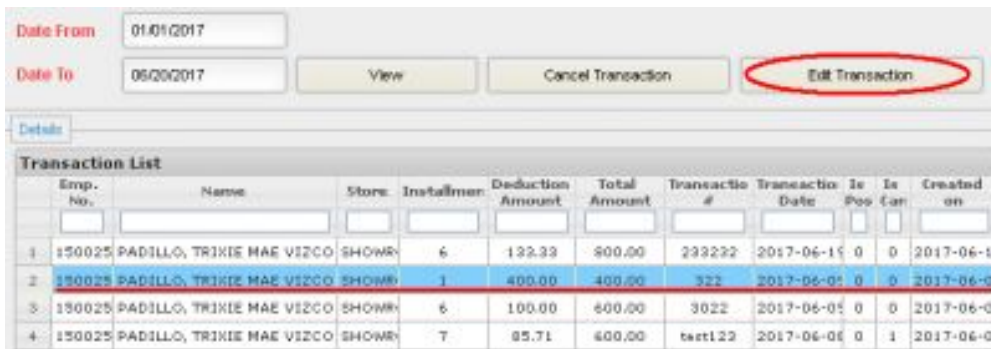 Date From 01/01/2017
Date To 06/20/2017 View Cancel Transaction Edit Transaction
Details
Transaction List
Emp. No. Name Store Installmen Deduction Amount Total Amount Transactio # Transactio Date Is Pos Is Can Created on
1 150025 PADILLO, TRIXIE MAE VIZCO SHOWR 6 133.33 800.00 233232 2017-06-19 0 0 2017-06-1
2 150025 PADILLO, TRIXIE MAE VIZCO SHOWR 1 400.00 400.00 322 2017-06-05 0 0 2017-06-0
3 150025 PADILLO, TRIXIE MAE VIZCO SHOWR 6 100.00 600.00 3022 2017-06-05 0 0 2017-06-0
4 150025 PADILLO, TRIXIE MAE VIZCO SHOWR 7 85.71 600.00 test123 2017-06-08 0 1 2017-06-0